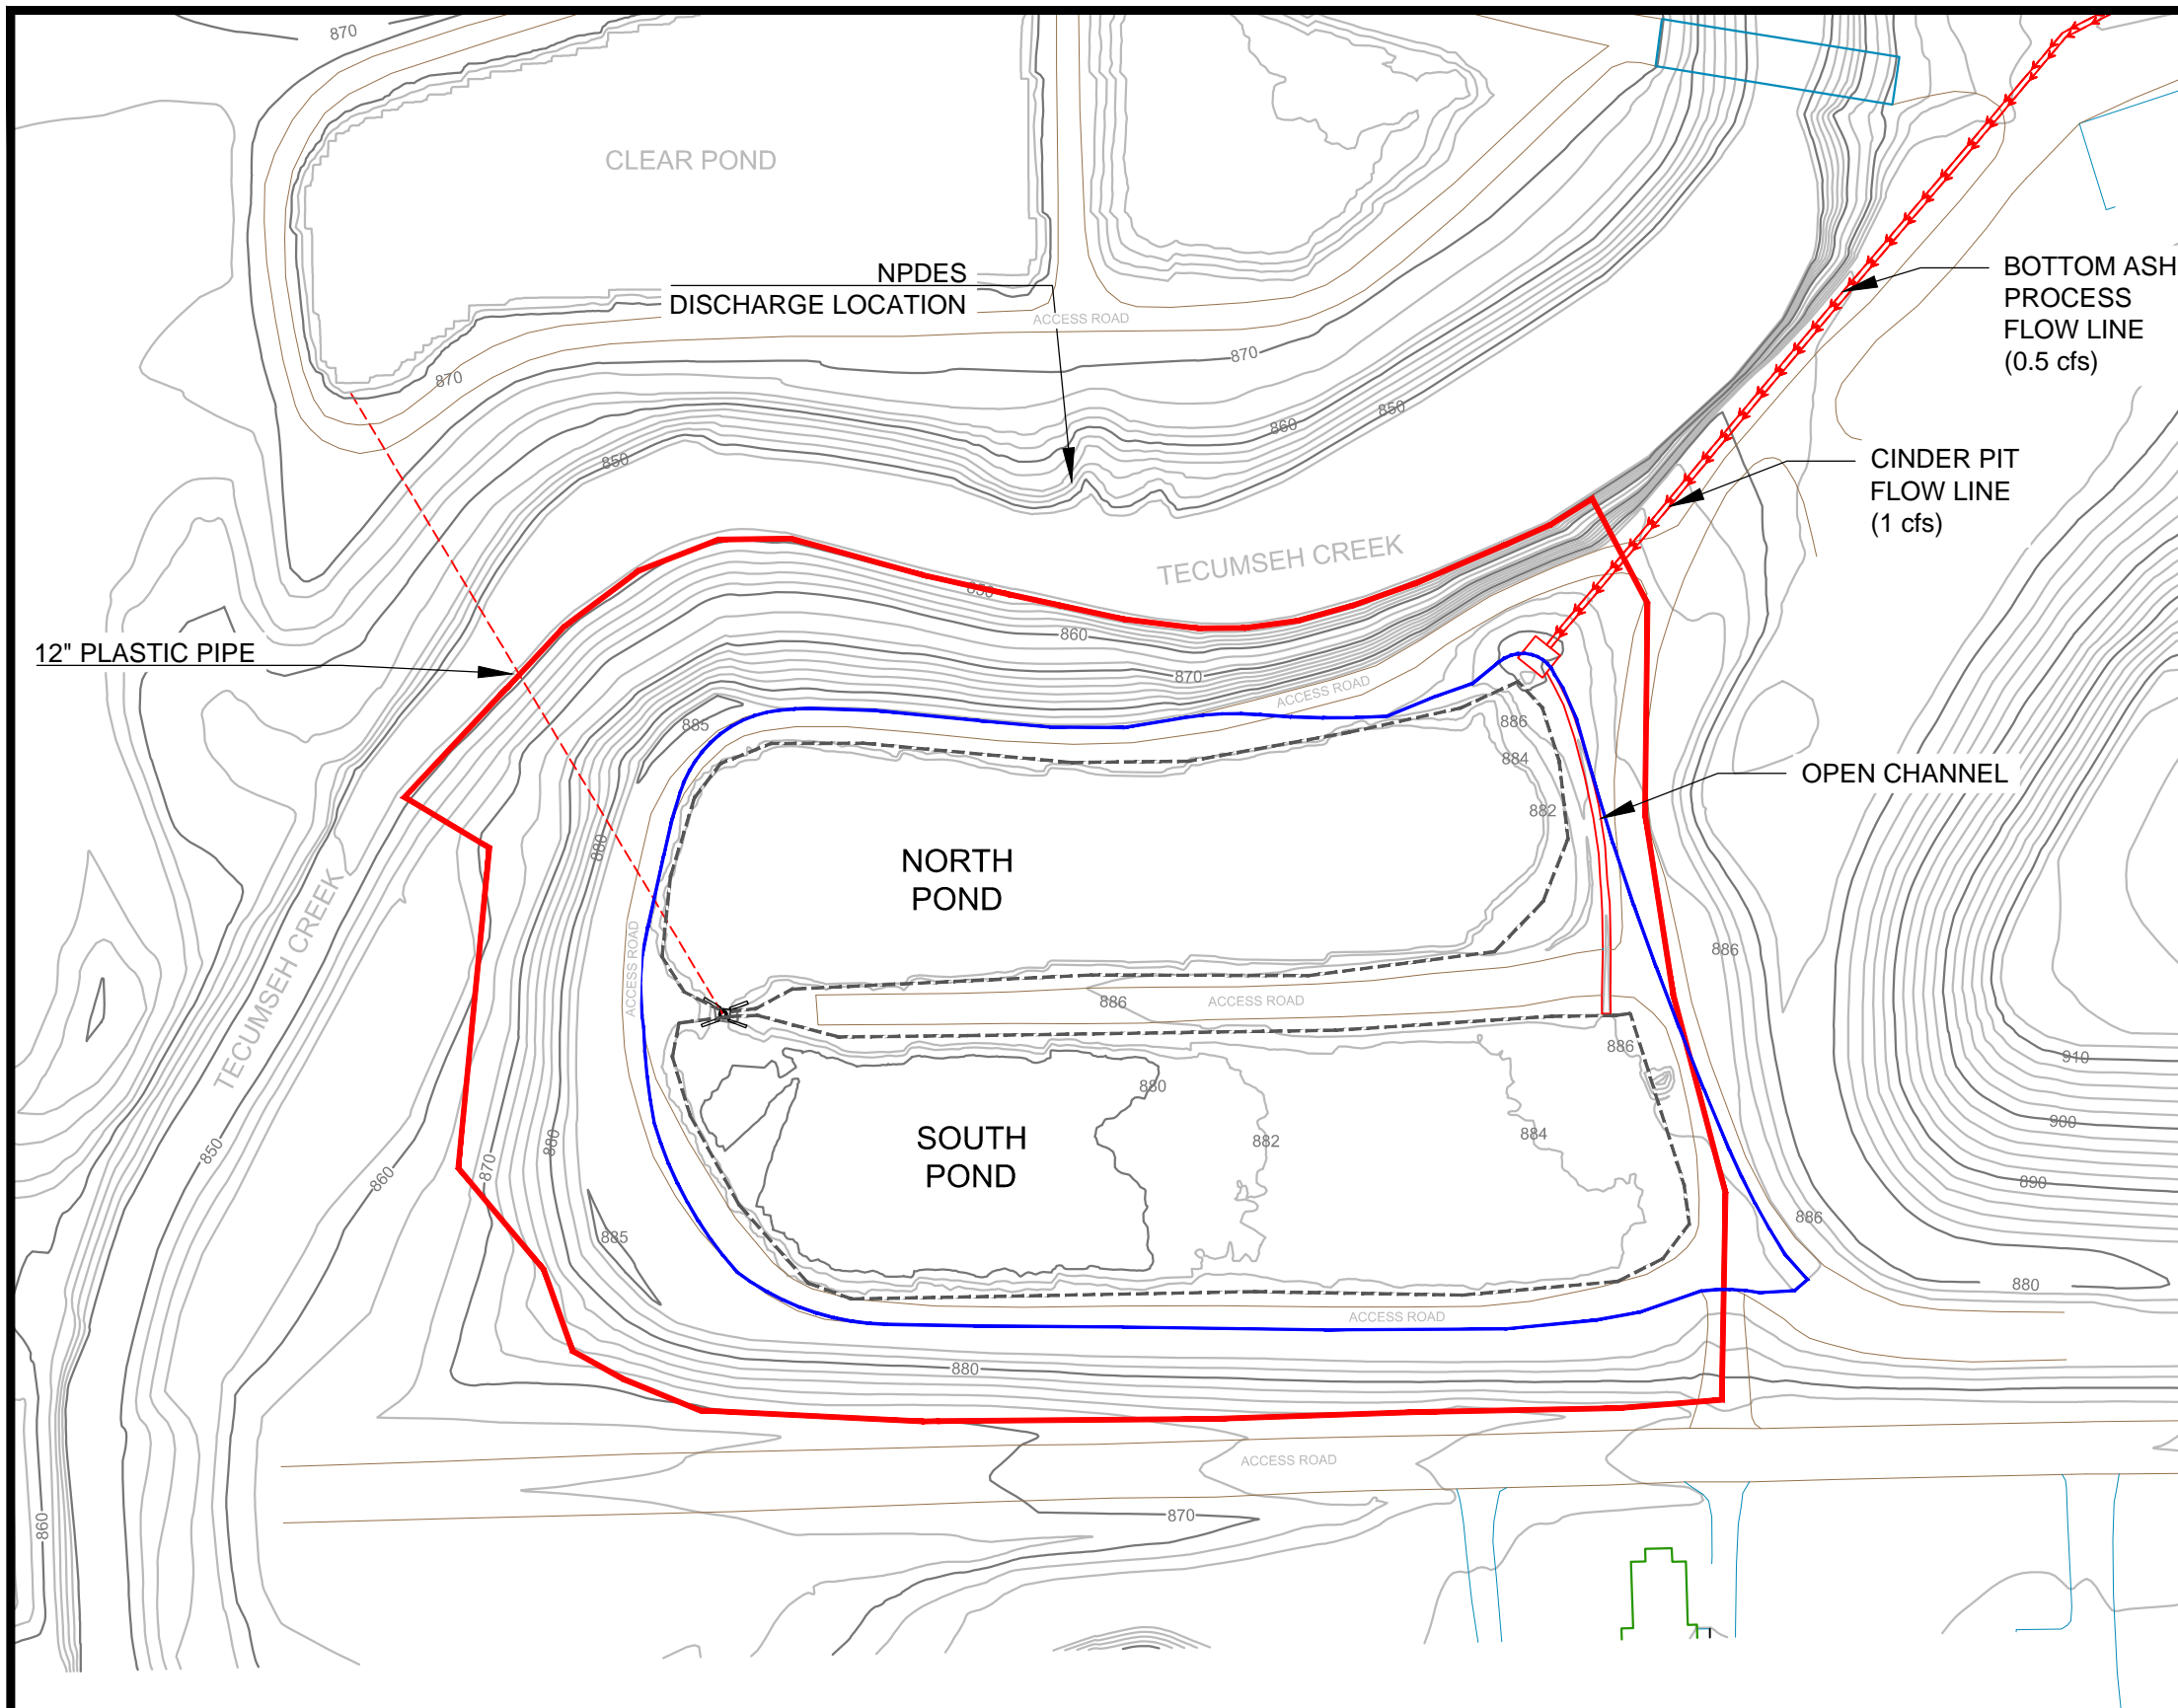 870
CLEAR POND
NPDES
DISCHARGE LOCATION
ACCESS ROAD
BOTTOM ASH
PROCESS
FLOW LINE
(0.5 cfs)
870
870
860
850
850
CINDER PIT
FLOW LINE
(1 cfs)
TECUMSEH CREEK
850
860
12" PLASTIC PIPE
870
ACCESS ROAD
885
886
884
OPEN CHANNEL
882
880
NORTH
POND
TECUMSEH CREEK
ACCESS ROAD
886
886
ACCESS ROAD
886
910
880
900
SOUTH
POND
882
884
850
880
870
860
890
885
886
880
ACCESS ROAD
880
ACCESS ROAD
870
860